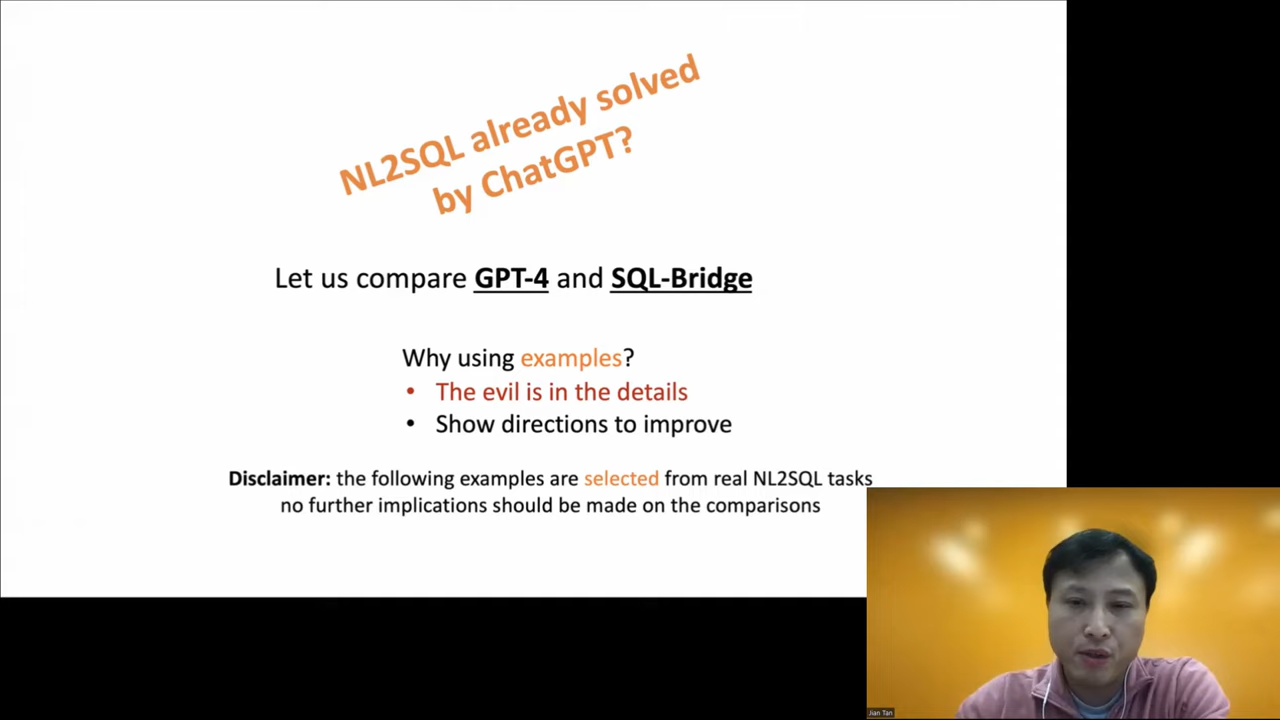 NL2SQL already solved
by ChatGPT?
Let us compare GPT-4 and SQL-Bridge
Why using examples?
• The evil is in the details
• Show directions to improve
Disclaimer: the following examples are selected from real NL2SQL tasks
no further implications should be made on the comparisons
Jian Tan